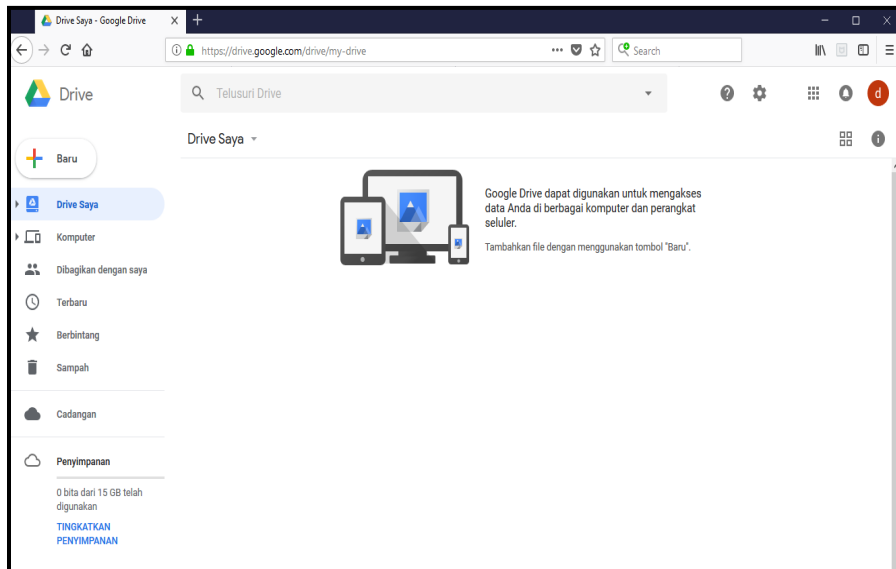 Drive Saya - Google Drive
https://drive.google.com/drive/my-drive
Search
Drive
Telusuri Drive
d
Drive Saya
Baru
Drive Saya
Komputer
Dibagikan dengan saya
Terbaru
Berbintang
Sampah
Cadangan
Penyimpanan
0 bita dari 15 GB telah
digunakan
TINGKATKAN
PENYIMPANAN
Google Drive dapat digunakan untuk mengakses
data Anda di berbagai komputer dan perangkat
seluler.
Tambahkan file dengan menggunakan tombol "Baru".